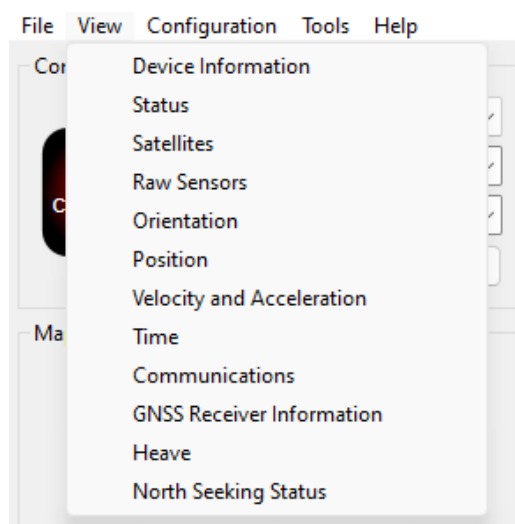 File View Configuration Tools Help
Device Information
Status
Satellites
Raw Sensors
Orientation
Position
Velocity and Acceleration
Time
Communications
GNSS Receiver Information
Heave
North Seeking Status